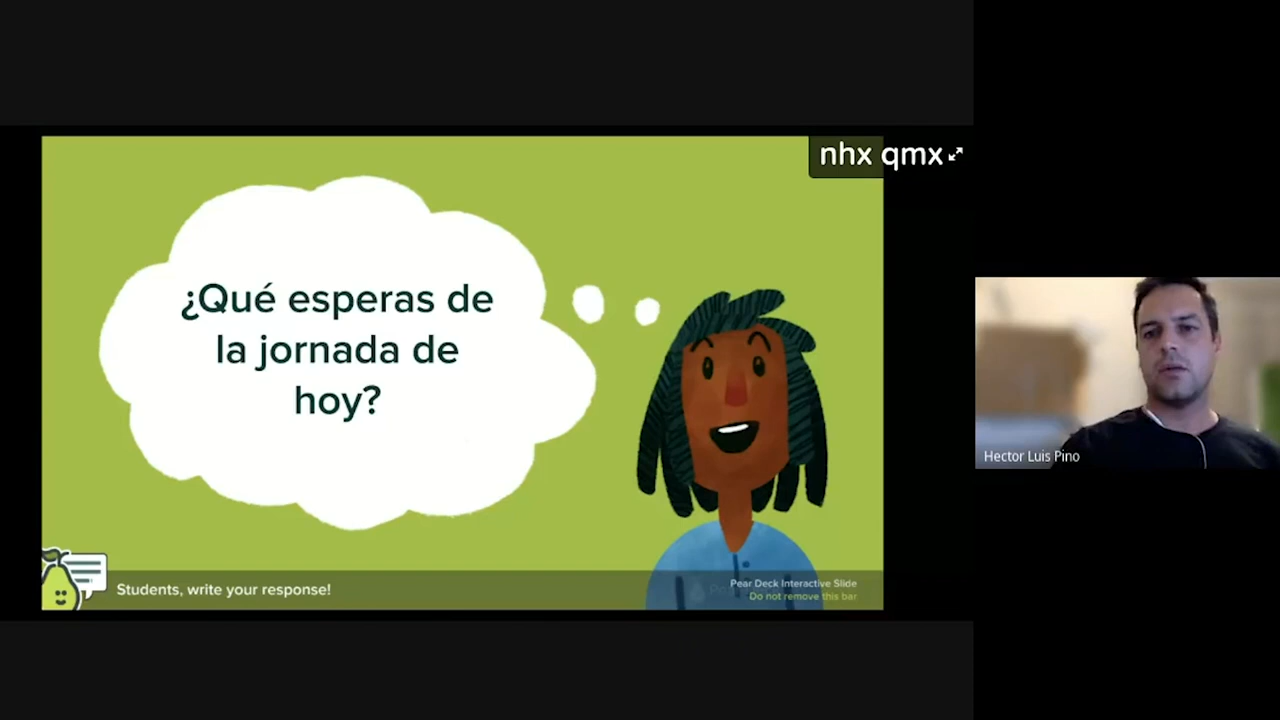 nhx qmx
¿Qué esperas de
la jornada de
hoy?
Students, write your response!
Pear Deck Interactive Slide
Do not remove this bar
Hector Luis Pino